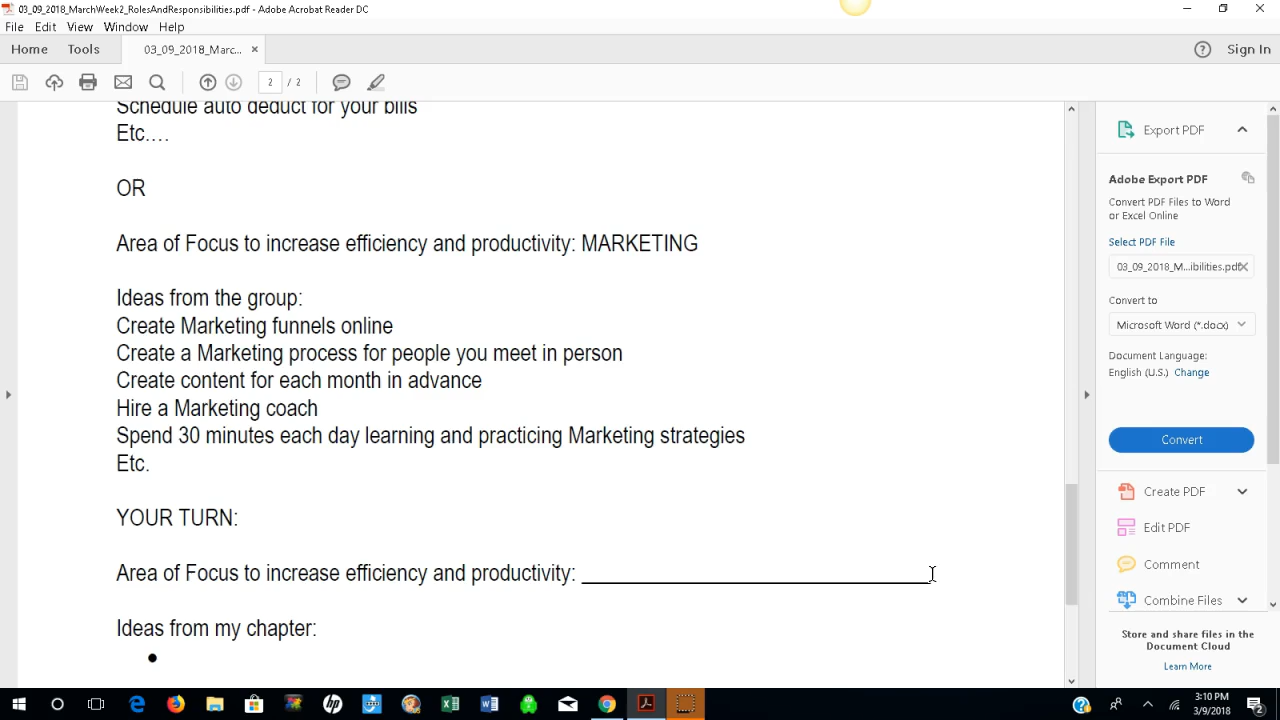 03_09_2018_MarchWeek2_RolesAndResponsibilities.pdf - Adobe Acrobat Reader DC
File Edit View Window Help
Home Tools 03_09_2018_Marc... × Sign In
2 / 2
Schedule auto deduct for your bills
Etc.…
OR
Area of Focus to increase efficiency and productivity: MARKETING
Ideas from the group:
Create Marketing funnels online
Create a Marketing process for people you meet in person
Create content for each month in advance
Hire a Marketing coach
Spend 30 minutes each day learning and practicing Marketing strategies
Etc.
YOUR TURN:
Area of Focus to increase efficiency and productivity: ______________________________
Ideas from my chapter:
•
Export PDF
Adobe Export PDF
Convert PDF Files to Word
or Excel Online
Select PDF File
03_09_2018_M...ibilities.pdf
Convert to
Microsoft Word (*.docx)
Document Language:
English (U.S.) Change
Convert
Create PDF
Edit PDF
Comment
Combine Files
Store and share files in the
Document Cloud
Learn More
3:10 PM
3/9/2018
2